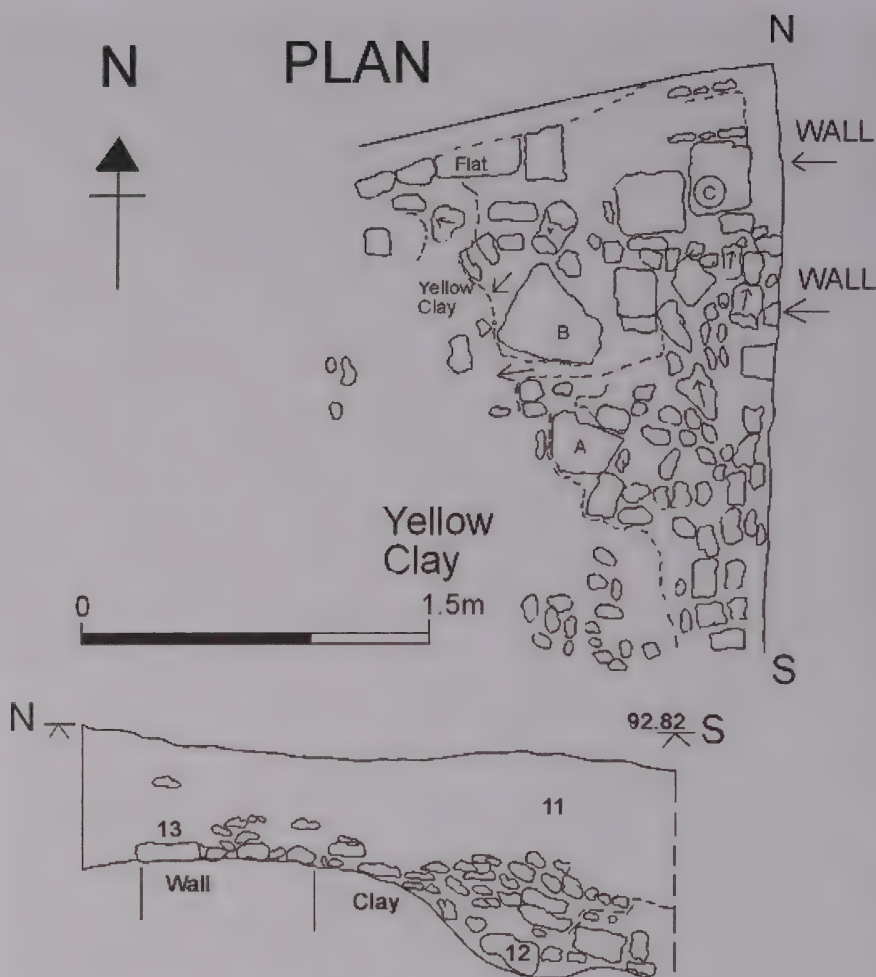 N PLAN
N
WALL
Flat
C
WALL
Yellow
Clay
B
A
Yellow
Clay
0 1.5m
S
N 92.82 S
11
13
Wall
Clay
12